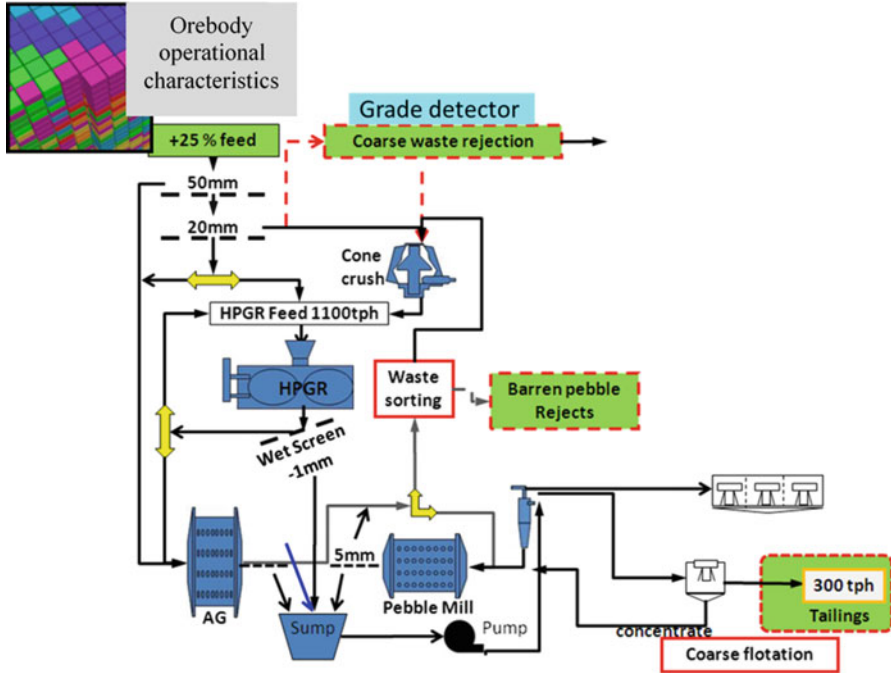 Orebody
operational
characteristics
Grade detector
+25 % feed
Coarse waste rejection
50mm
20mm
Cone
crush
HPGR Feed 1100tph
HPGR
Waste
sorting
Barren pebble
Rejects
Wet Screen
-1mm
5mm
AG
Pebble Mill
Sump
Pump
300 tph
Tailings
concentrate
Coarse flotation